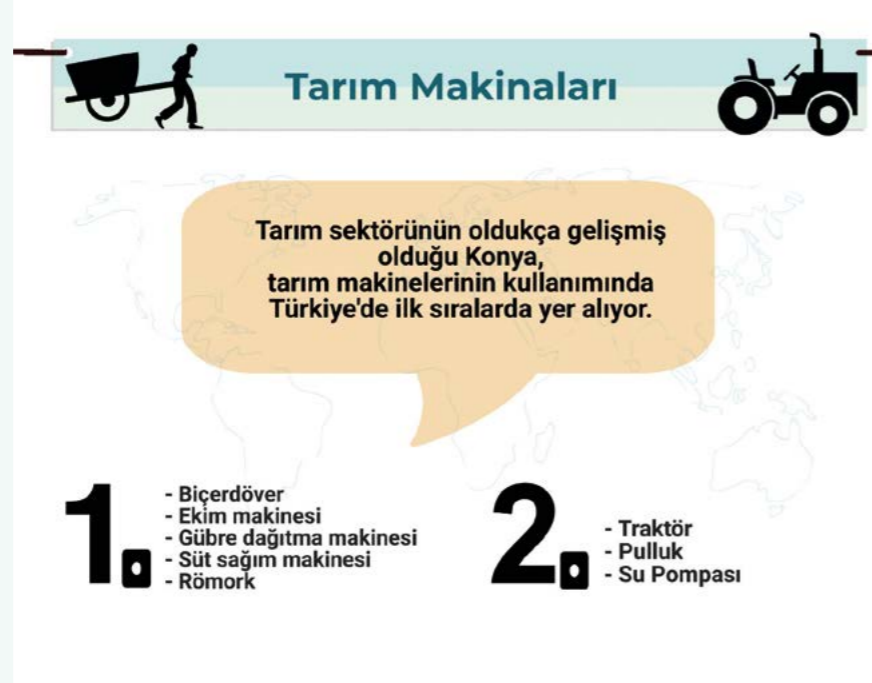 Tarım Makinaları
Tarım sektörünün oldukça gelişmiş
olduğu Konya,
tarım makinelerinin kullanımında
Türkiye'de ilk sıralarda yer alıyor.
1.
- Biçerdöver
- Ekim makinesi
- Gübre dağıtma makinesi
- Süt sağım makinesi
- Römork
2.
- Traktör
- Pulluk
- Su Pompası